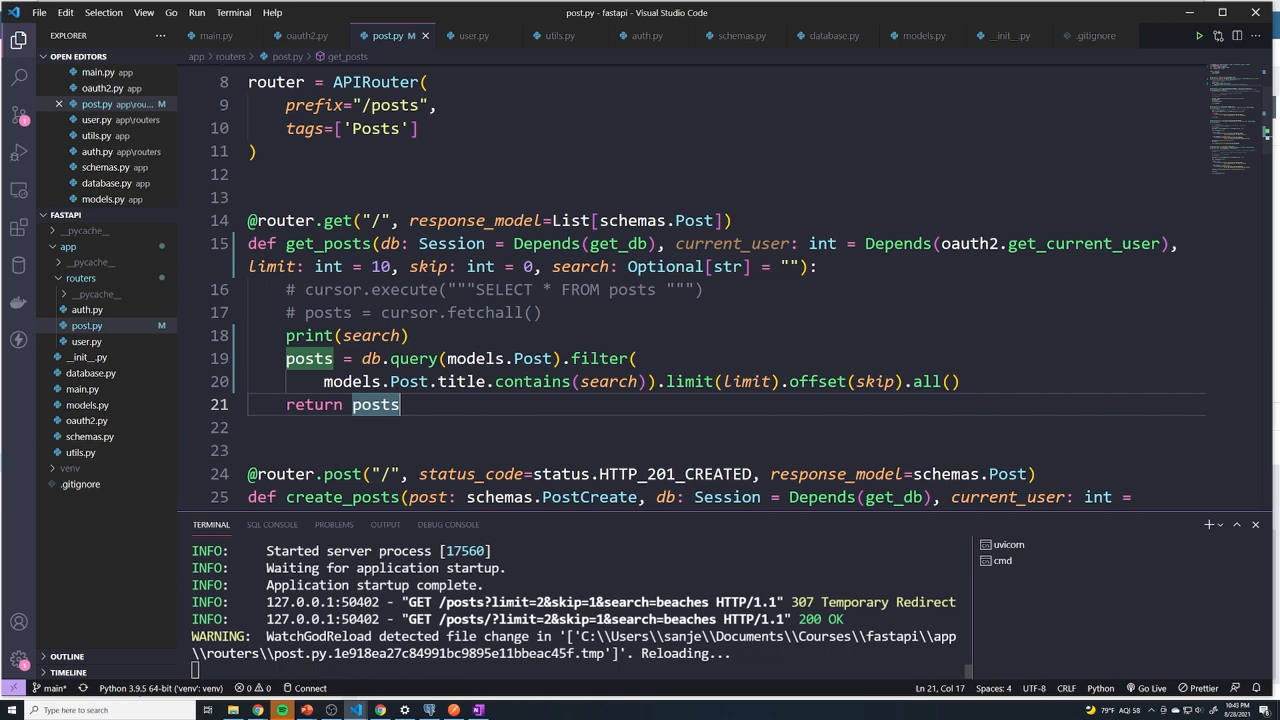 File Edit Selection View Go Run Terminal Help
post.py - fastapi - Visual Studio Code
EXPLORER
main.py oauth2.py post.py M user.py utils.py auth.py schemas.py database.py models.py __init__.py .gitignore
OPEN EDITORS
main.py app
oauth2.py app
post.py app\rou... M
user.py app\routers
utils.py app
auth.py app\routers
schemas.py app
database.py app
models.py app
FASTAPI
__pycache__
app
__pycache__
routers
__pycache__
auth.py
post.py M
user.py
__init__.py
database.py
main.py
models.py
oauth2.py
schemas.py
utils.py
venv
.gitignore
OUTLINE
TIMELINE
app > routers > post.py > get_posts
8 router = APIRouter(
9 prefix="/posts",
10 tags=['Posts']
11 )
12
13
14 @router.get("/", response_model=List[schemas.Post])
15 def get_posts(db: Session = Depends(get_db), current_user: int = Depends(oauth2.get_current_user),
limit: int = 10, skip: int = 0, search: Optional[str] = ""):
16 # cursor.execute("""SELECT * FROM posts """)
17 # posts = cursor.fetchall()
18 print(search)
19 posts = db.query(models.Post).filter(
20 models.Post.title.contains(search)).limit(limit).offset(skip).all()
21 return posts
22
23
24 @router.post("/", status_code=status.HTTP_201_CREATED, response_model=schemas.Post)
25 def create_posts(post: schemas.PostCreate, db: Session = Depends(get_db), current_user: int =
TERMINAL SQL CONSOLE PROBLEMS OUTPUT DEBUG CONSOLE
INFO: Started server process [17560]
INFO: Waiting for application startup.
INFO: Application startup complete.
INFO: 127.0.0.1:50402 - "GET /posts?limit=2&skip=1&search=beaches HTTP/1.1" 307 Temporary Redirect
INFO: 127.0.0.1:50402 - "GET /posts/?limit=2&skip=1&search=beaches HTTP/1.1" 200 OK
WARNING: WatchGodReload detected file change in '['C:\\Users\\sanje\\Documents\\Courses\\fastapi\\app
\\routers\\post.py.1e918ea27c84991bc9895e11bbeac45f.tmp']'. Reloading...
uvicorn
cmd
main* Python 3.9.5 64-bit ('venv': venv) 0 0 Connect
Ln 21, Col 17 Spaces: 4 UTF-8 CRLF Python Go Live Prettier
Type here to search
79°F AQI 58
10:43 PM
8/28/2021